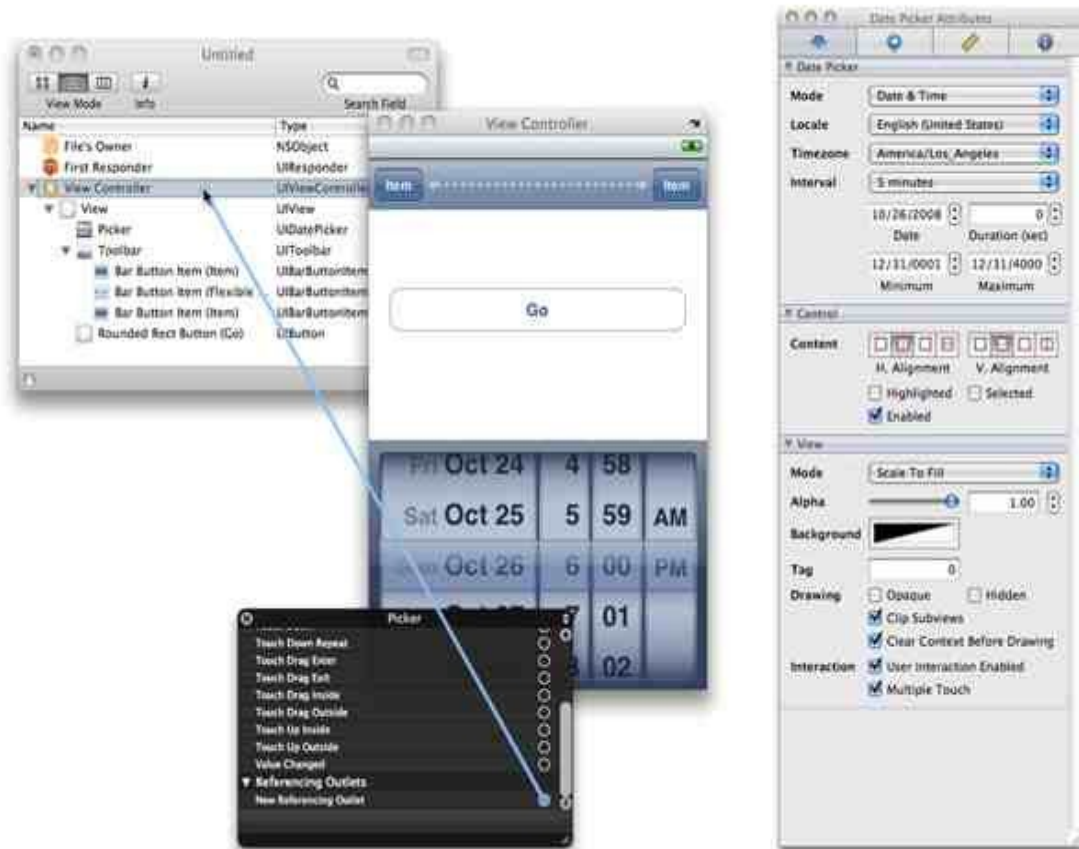 Untitled
View Mode
Info
Search Field
Name Type
File's Owner NSObject
First Responder UIResponder
View Controller UIViewControlle
View UIView
Picker UIDatePicker
Toolbar UIToolbar
Bar Button Item (Item) UIBarButtonItem
Bar Button Item (Flexible UIBarButtonItem
Bar Button Item (Item) UIBarButtonItem
Rounded Rect Button (Go) UIButton
View Controller
Item
Item
Go
Fri Oct 24 4 58
Sat Oct 25 5 59 AM
Oct 26 6 00 PM
7 01
02
Picker
Touch Down Repeat
Touch Drag Enter
Touch Drag Exit
Touch Drag Inside
Touch Drag Outside
Touch Up Inside
Touch Up Outside
Value Changed
Referencing Outlets
New Referencing Outlet
Date Picker Attributes
Date Picker
Mode Date & Time
Locale English (United States)
Timezone America/Los_Angeles
Interval 5 minutes
10/26/2008 0
Date Duration (sec)
12/31/0001 12/31/4000
Minimum Maximum
Control
Content
H. Alignment V. Alignment
Highlighted Selected
Enabled
View
Mode Scale To Fill
Alpha 1.00
Background
Tag 0
Drawing Opaque Hidden
Clip Subviews
Clear Context Before Drawing
Interaction User Interaction Enabled
Multiple Touch